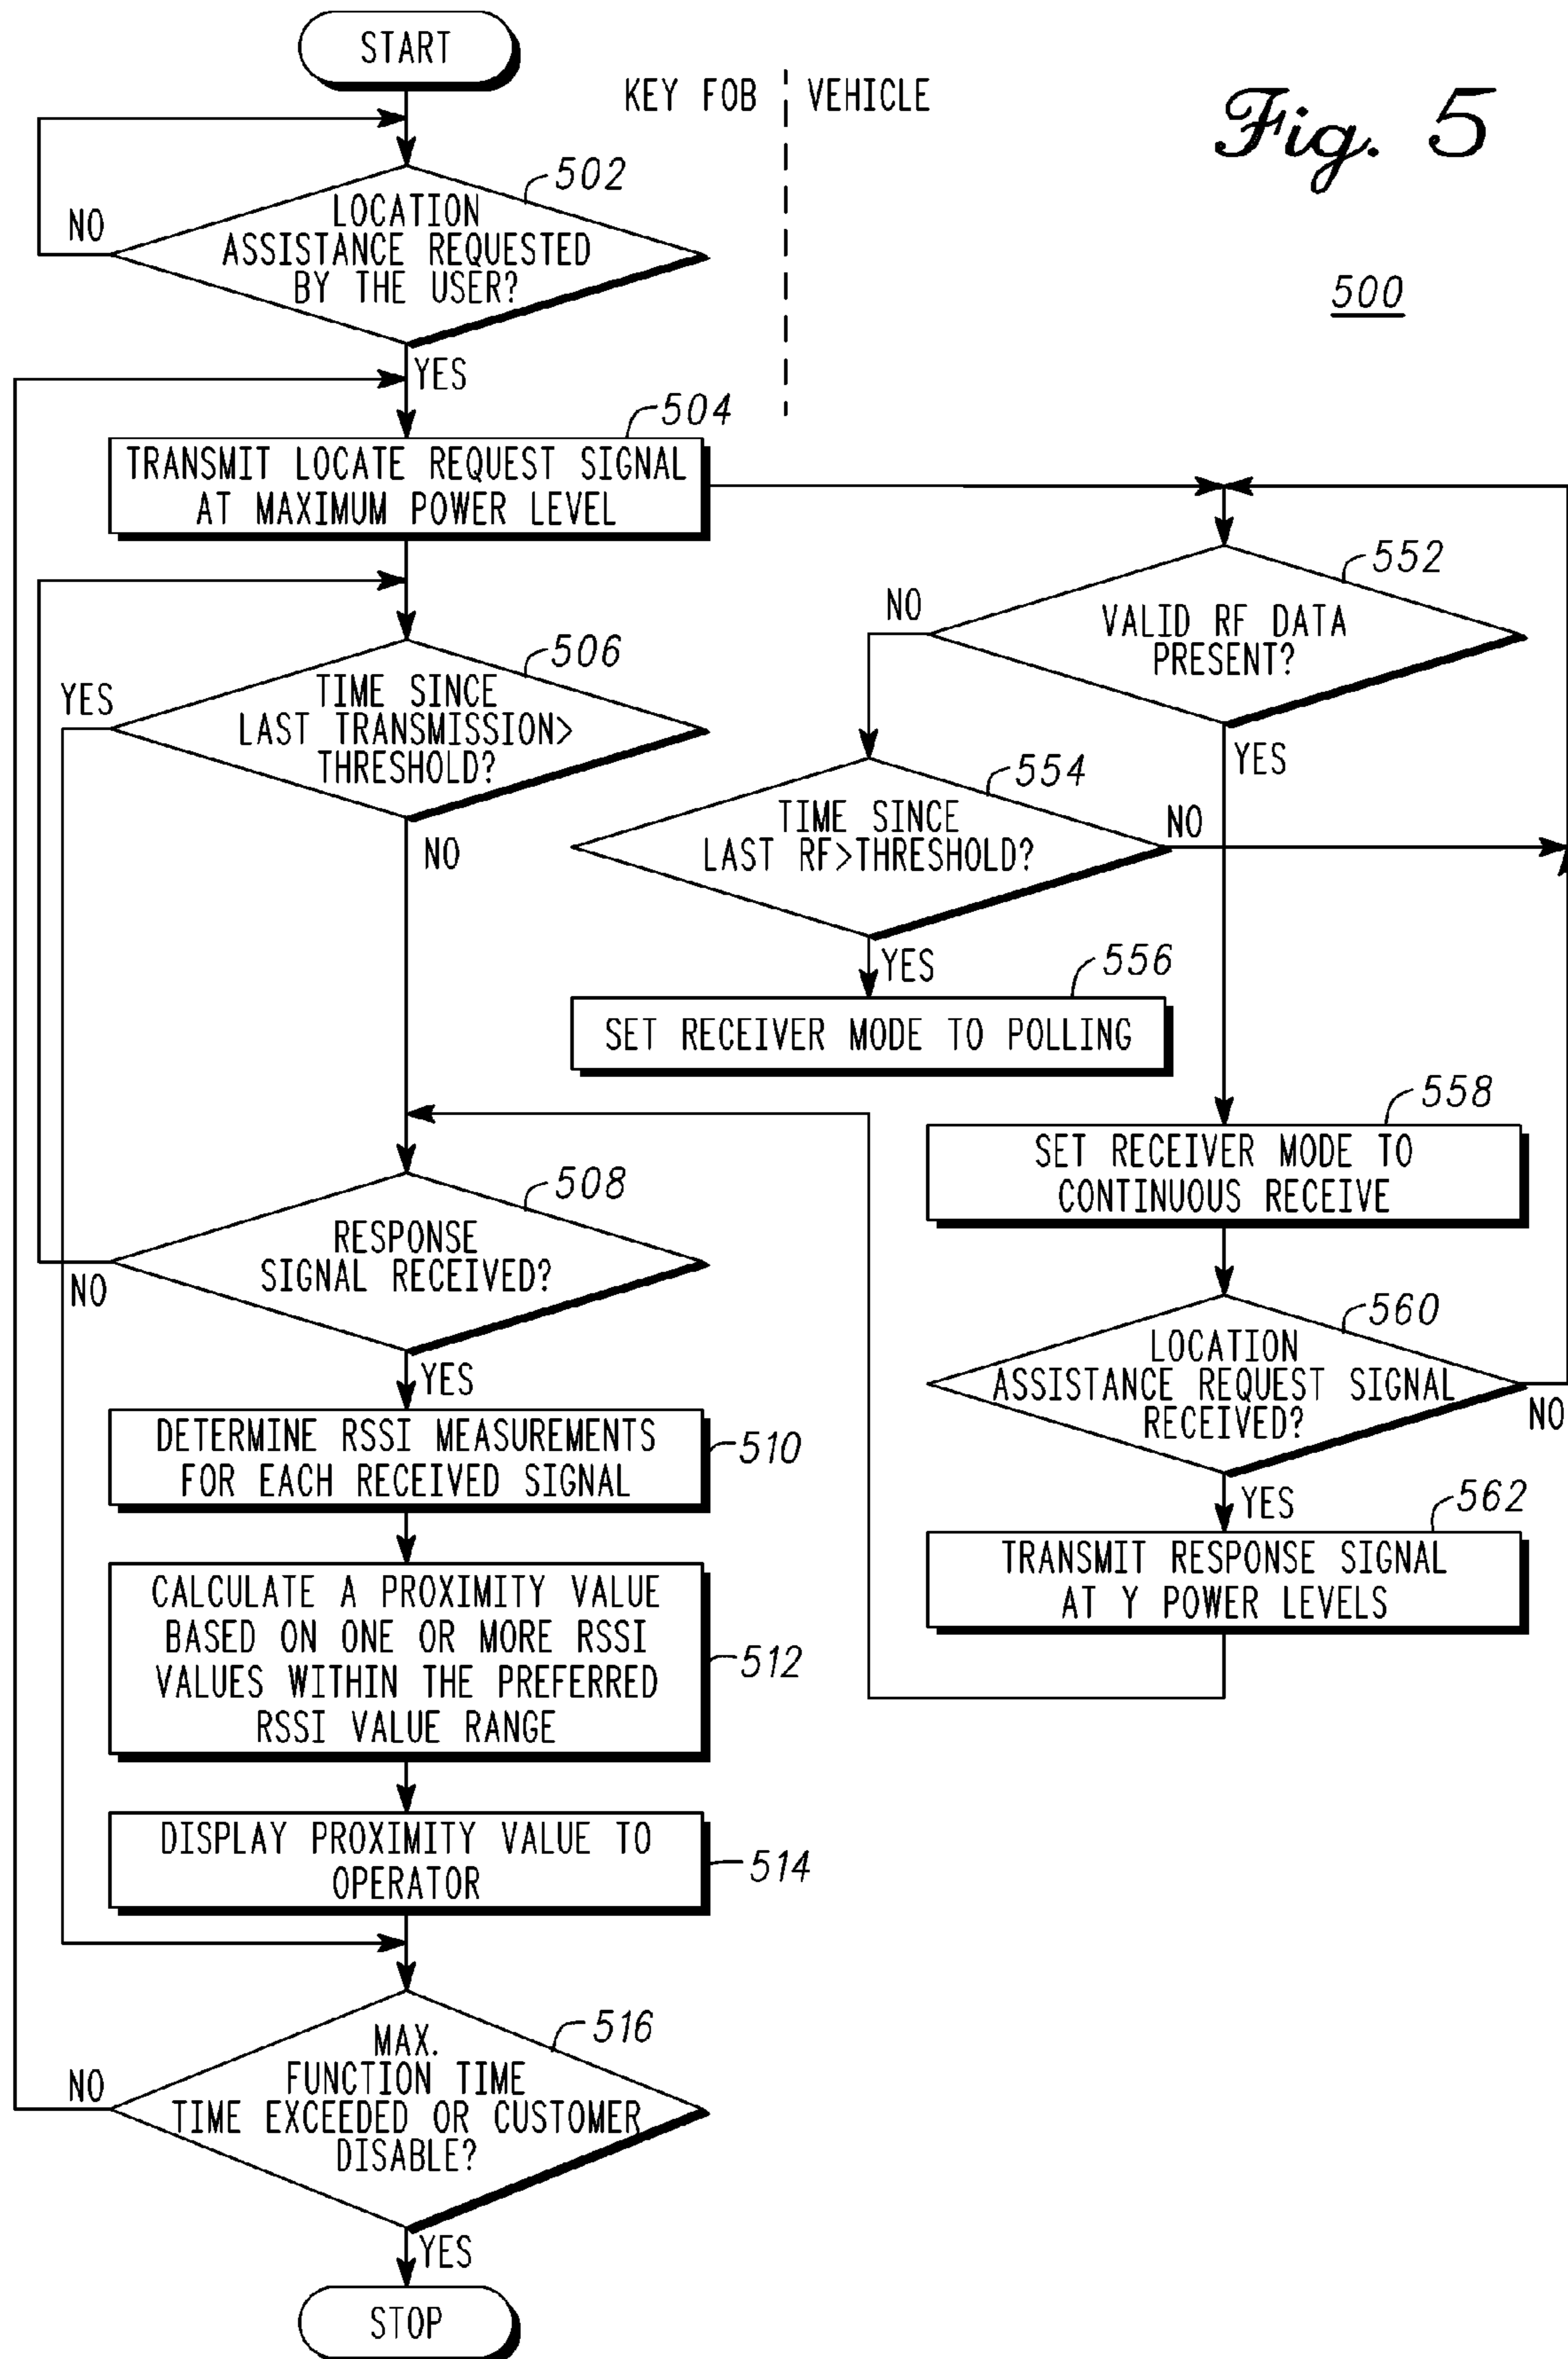 START
KEY FOB
VEHICLE
Fig. 5
500
502
LOCATION
ASSISTANCE REQUESTED
BY THE USER?
NO
YES
504
TRANSMIT LOCATE REQUEST SIGNAL
AT MAXIMUM POWER LEVEL
506
TIME SINCE
LAST TRANSMISSION>
THRESHOLD?
YES
NO
552
VALID RF DATA
PRESENT?
NO
YES
554
TIME SINCE
LAST RF>THRESHOLD?
NO
YES
556
SET RECEIVER MODE TO POLLING
558
SET RECEIVER MODE TO
CONTINUOUS RECEIVE
508
RESPONSE
SIGNAL RECEIVED?
NO
YES
560
LOCATION
ASSISTANCE REQUEST SIGNAL
RECEIVED?
NO
YES
562
TRANSMIT RESPONSE SIGNAL
AT Y POWER LEVELS
510
DETERMINE RSSI MEASUREMENTS
FOR EACH RECEIVED SIGNAL
512
CALCULATE A PROXIMITY VALUE
BASED ON ONE OR MORE RSSI
VALUES WITHIN THE PREFERRED
RSSI VALUE RANGE
514
DISPLAY PROXIMITY VALUE TO
OPERATOR
516
MAX.
FUNCTION TIME
TIME EXCEEDED OR CUSTOMER
DISABLE?
NO
YES
STOP